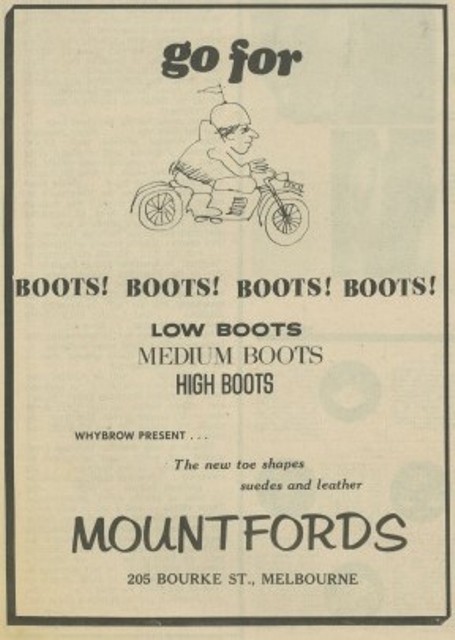 go for
BOOTS! BOOTS! BOOTS! BOOTS!
LOW BOOTS
MEDIUM BOOTS
HIGH BOOTS
WHYBROW PRESENT . . .
The new toe shapes
suedes and leather
MOUNTFORDS
205 BOURKE ST., MELBOURNE